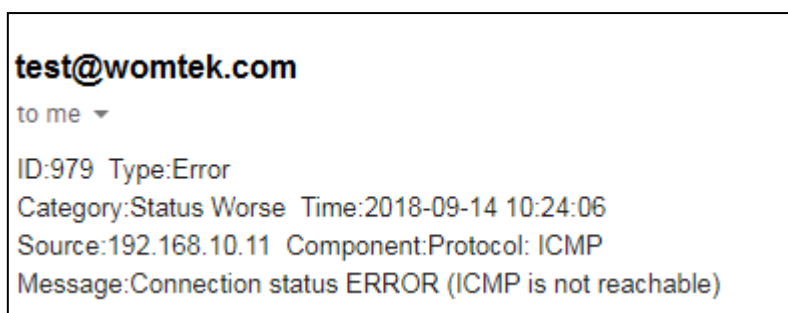 test@womtek.com
to me
ID:979 Type:Error
Category:Status Worse Time:2018-09-14 10:24:06
Source:192.168.10.11 Component:Protocol: ICMP
Message:Connection status ERROR (ICMP is not reachable)